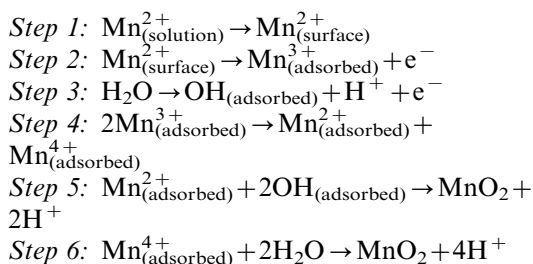 Step 1: Mn²⁺(solution) → Mn²⁺(surface)
Step 2: Mn²⁺(surface) → Mn³⁺(adsorbed) + e⁻
Step 3: H₂O → OH(adsorbed) + H⁺ + e⁻
Step 4: 2Mn³⁺(adsorbed) → Mn²⁺(adsorbed) +
Mn⁴⁺(adsorbed)
Step 5: Mn²⁺(adsorbed) + 2OH(adsorbed) → MnO₂ +
2H⁺
Step 6: Mn⁴⁺(adsorbed) + 2H₂O → MnO₂ + 4H⁺